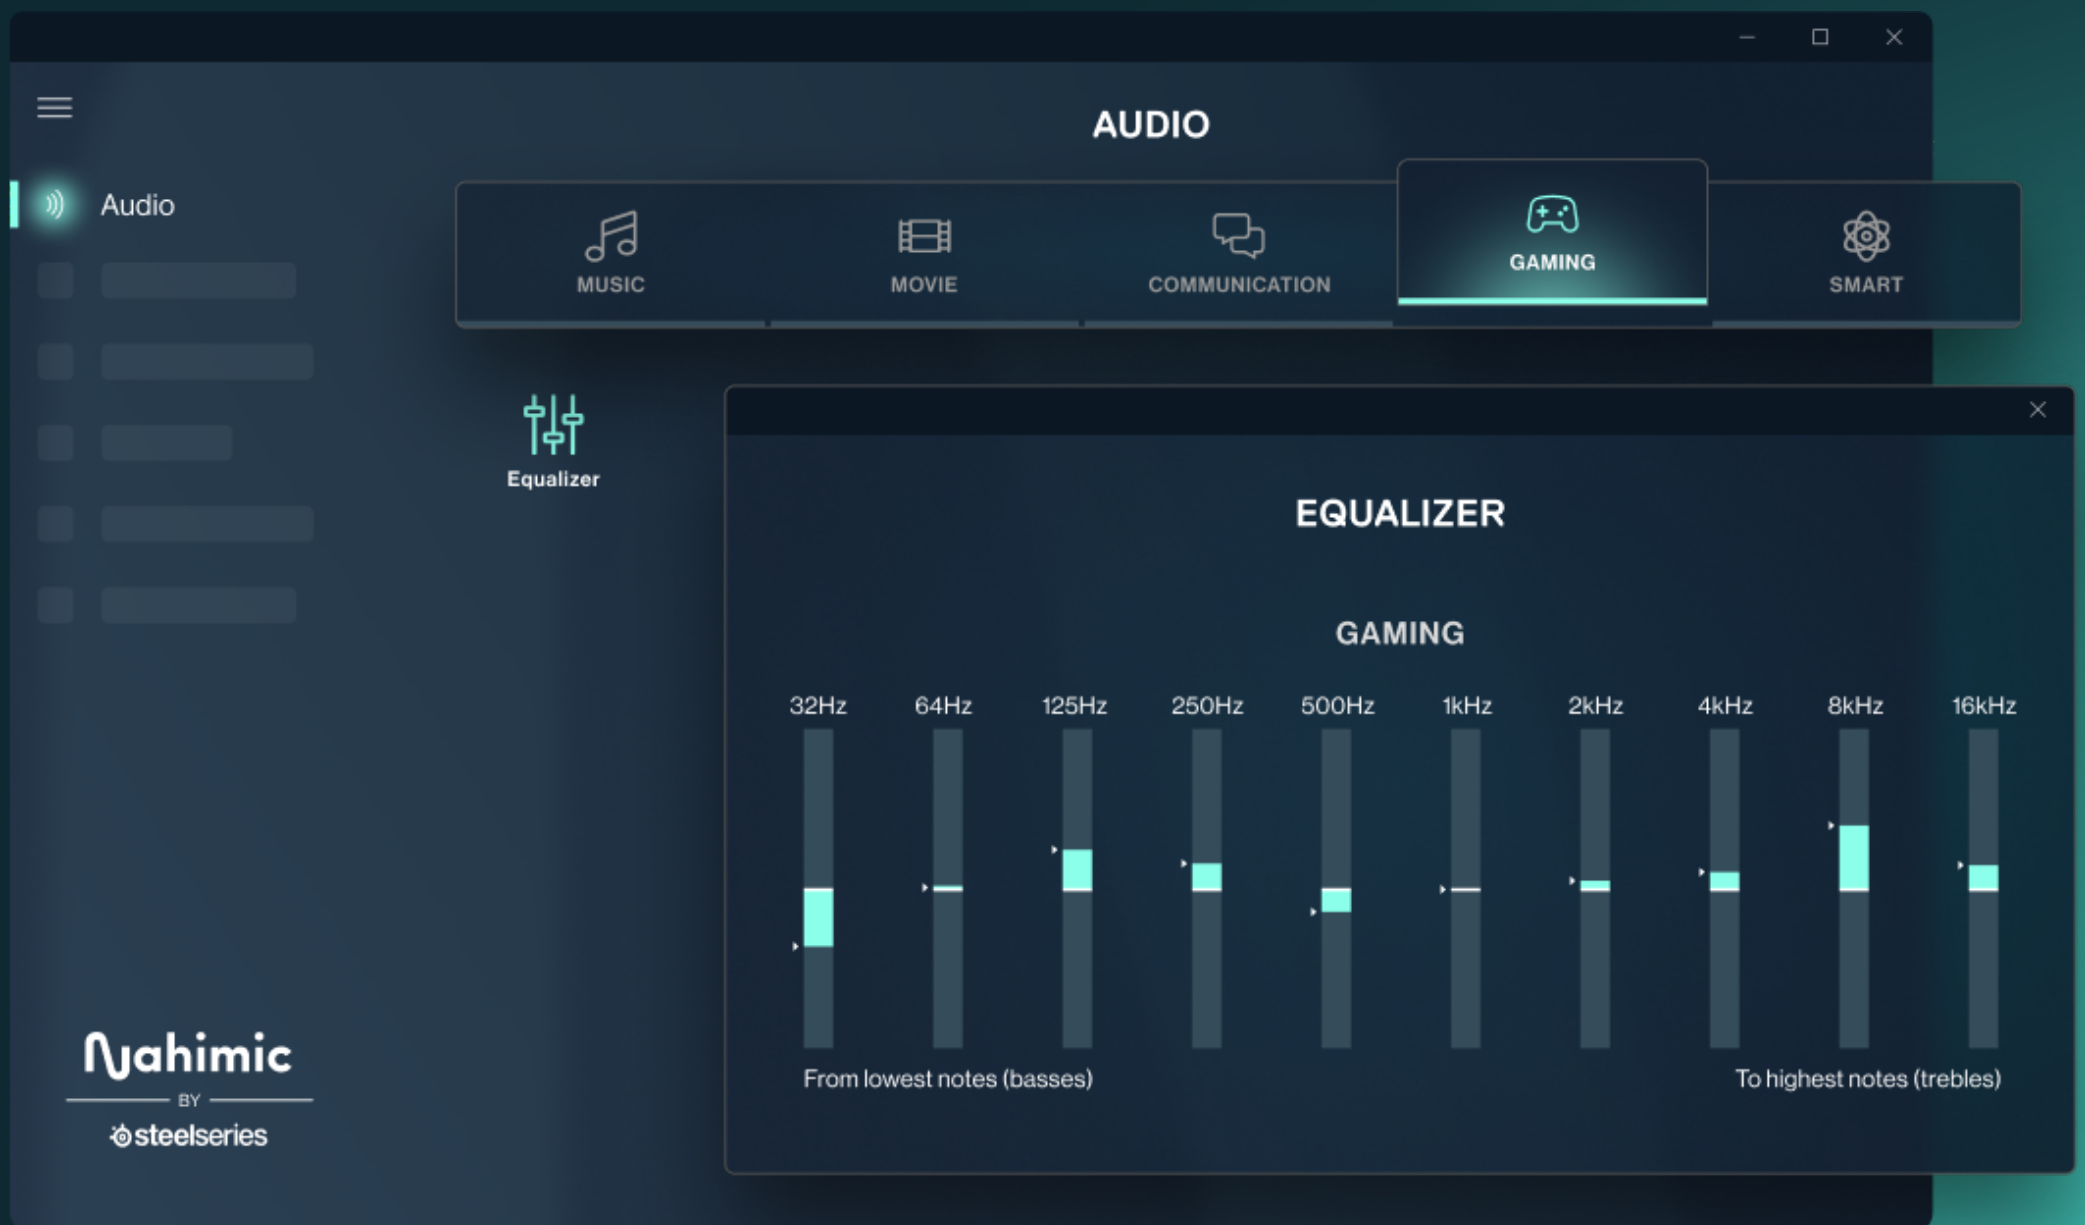 AUDIO
Audio
MUSIC
MOVIE
COMMUNICATION
GAMING
SMART
Equalizer
EQUALIZER
GAMING
32Hz 64Hz 125Hz 250Hz 500Hz 1kHz 2kHz 4kHz 8kHz 16kHz
From lowest notes (basses)
To highest notes (trebles)
Nahimic
BY
steelseries